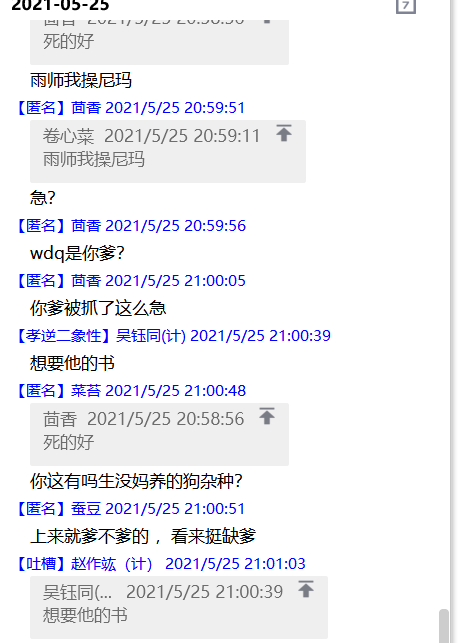 2021-05-25
7
茴香 2021/5/25 20:58:56
死的好
雨师我操尼玛
【匿名】茴香 2021/5/25 20:59:51
卷心菜 2021/5/25 20:59:11
雨师我操尼玛
急?
【匿名】茴香 2021/5/25 20:59:56
wdq是你爹?
【匿名】茴香 2021/5/25 21:00:05
你爹被抓了这么急
【孝逆二象性】吴钰同(计) 2021/5/25 21:00:39
想要他的书
【匿名】菜苔 2021/5/25 21:00:48
茴香 2021/5/25 20:58:56
死的好
你这有吗生没妈养的狗杂种?
【匿名】蚕豆 2021/5/25 21:00:51
上来就爹不爹的 ，看来挺缺爹
【吐槽】赵作竑（计） 2021/5/25 21:01:03
吴钰同(... 2021/5/25 21:00:39
想要他的书